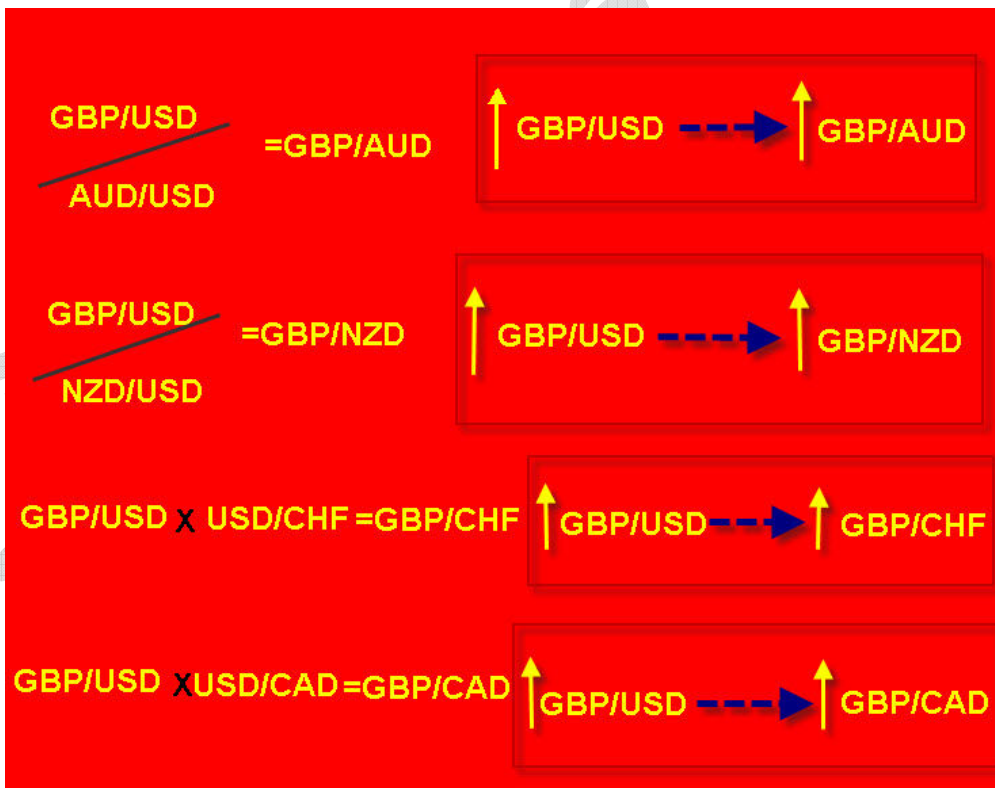 GBP/USD
AUD/USD
=GBP/AUD
GBP/USD GBP/AUD
GBP/USD
NZD/USD
=GBP/NZD
GBP/USD GBP/NZD
GBP/USD X USD/CHF =GBP/CHF
GBP/USD GBP/CHF
GBP/USD XUSD/CAD =GBP/CAD
GBP/USD GBP/CAD